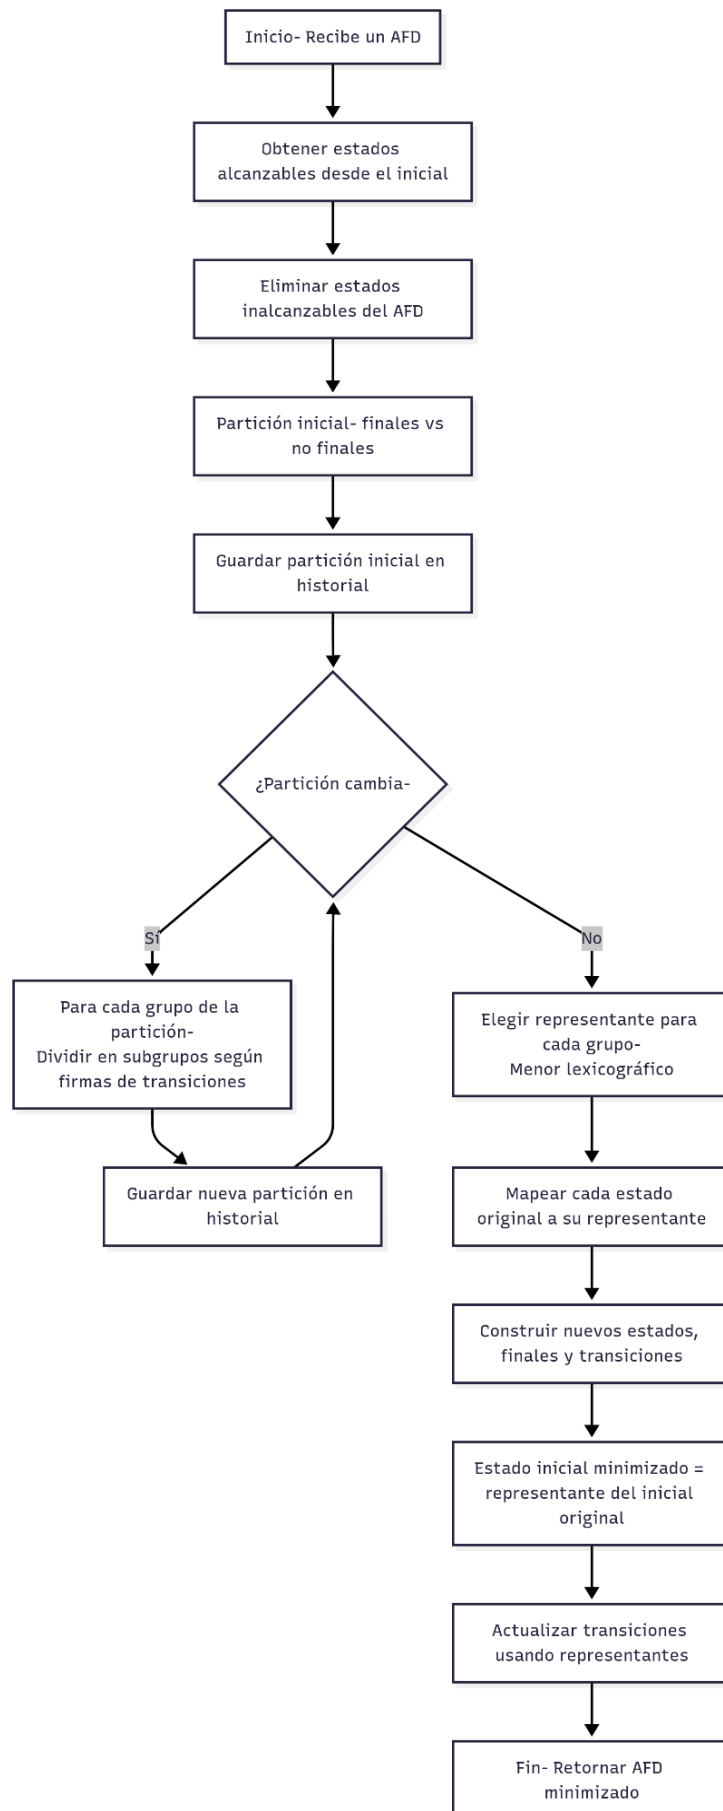 Inicio- Recibe un AFD
Obtener estados
alcanzables desde el inicial
Eliminar estados
inalcanzables del AFD
Partición inicial- finales vs
no finales
Guardar partición inicial en
historial
¿Partición cambia-
Sí
No
Para cada grupo de la
partición-
Dividir en subgrupos según
firmas de transiciones
Guardar nueva partición en
historial
Elegir representante para
cada grupo-
Menor lexicográfico
Mapear cada estado
original a su representante
Construir nuevos estados,
finales y transiciones
Estado inicial minimizado =
representante del inicial
original
Actualizar transiciones
usando representantes
Fin- Retornar AFD
minimizado